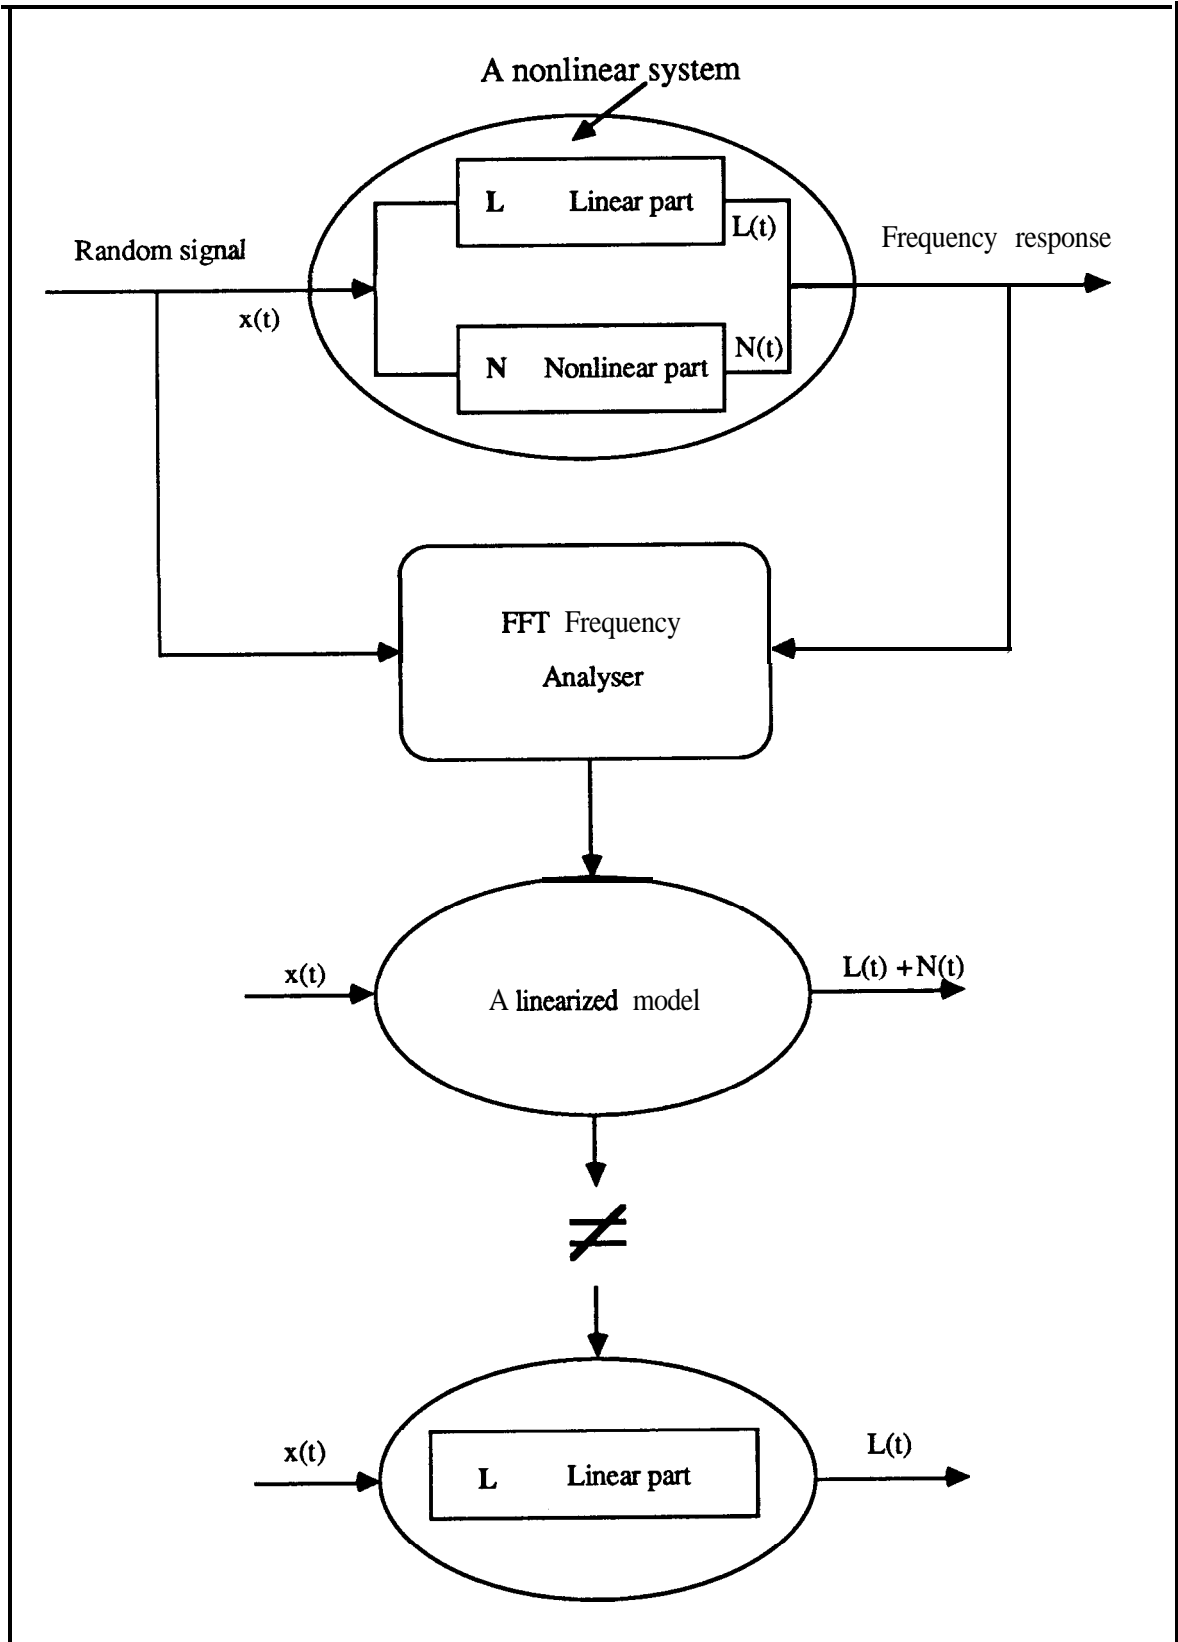 A nonlinear system
L Linear part
L(t)
Random signal
Frequency response
x(t)
N(t)
N Nonlinear part
FFT Frequency
Analyser
x(t)
L(t) +N(t)
A linearized model
≠
x(t)
L(t)
L Linear part